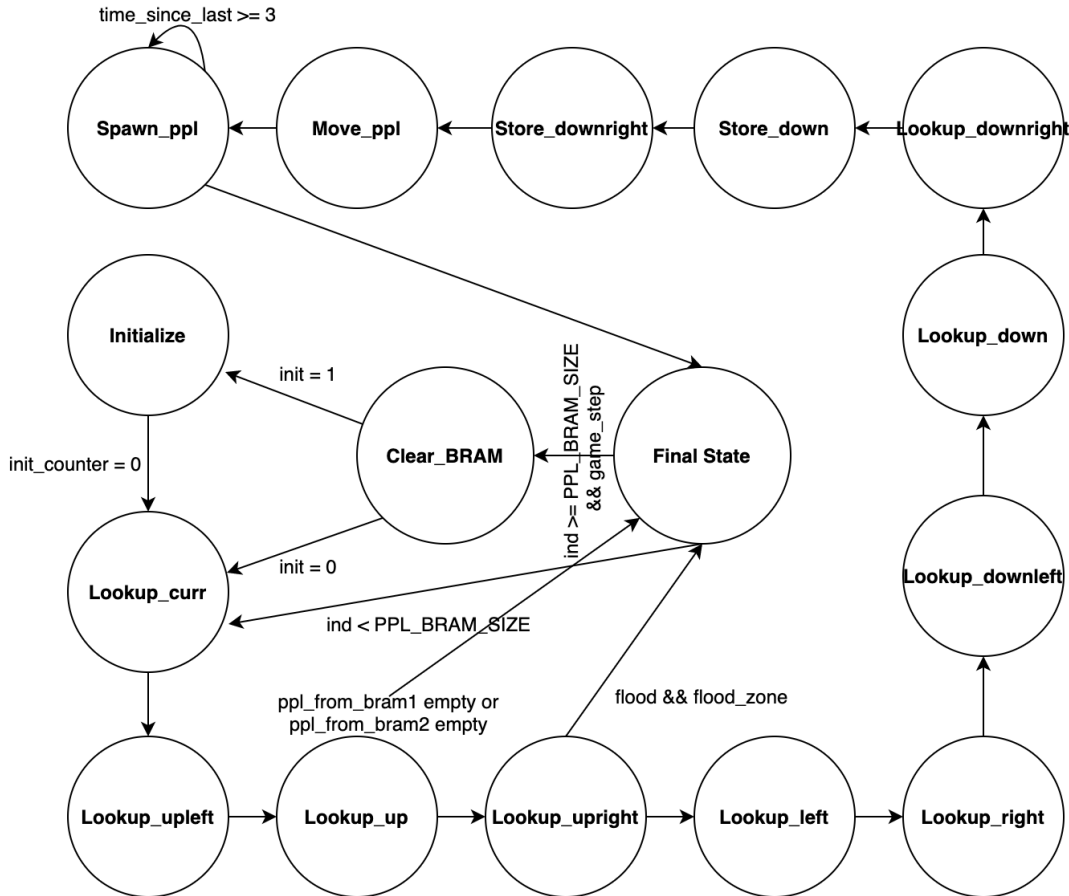 time_since_last >= 3
Spawn_ppl
Move_ppl
Store_downright
Store_down
Lookup_downright
Initialize
Lookup_down
init = 1
ind >= PPL_BRAM_SIZE
&& game_step
Clear_BRAM
Final State
init_counter = 0
init = 0
Lookup_curr
Lookup_downleft
ind < PPL_BRAM_SIZE
ppl_from_bram1 empty or
ppl_from_bram2 empty
flood && flood_zone
Lookup_upleft
Lookup_up
Lookup_upright
Lookup_left
Lookup_right